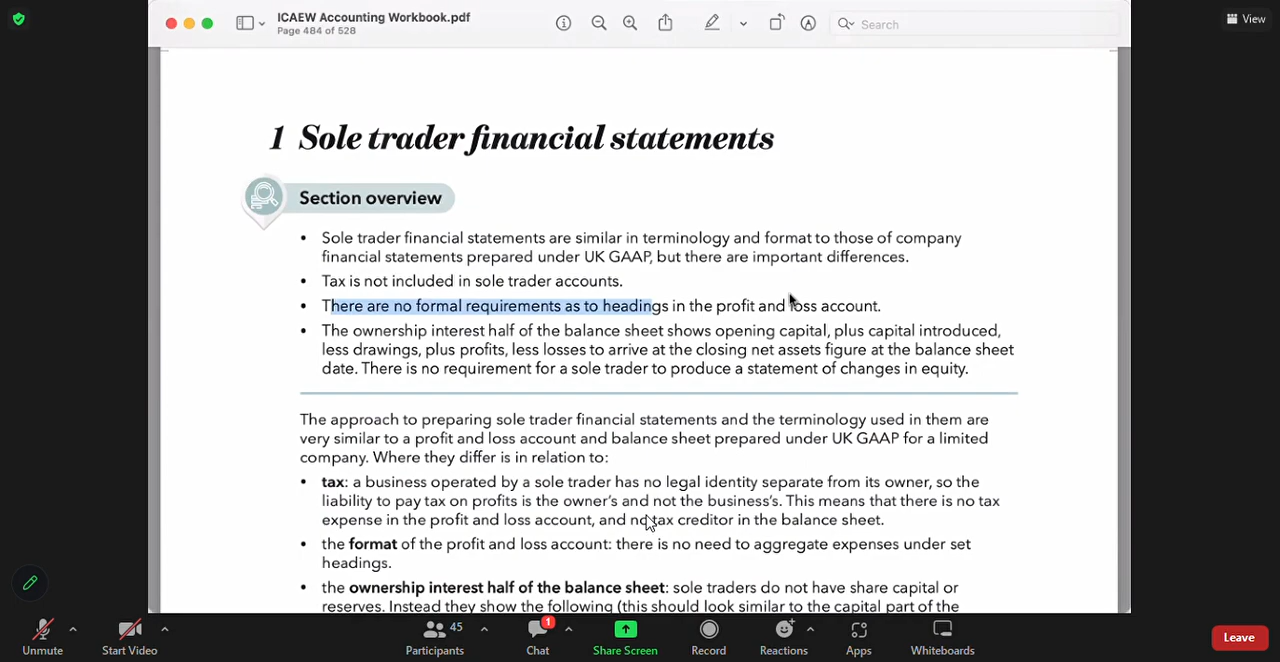 ICAEW Accounting Workbook.pdf
Page 484 of 528
Search
View
1 Sole trader financial statements
Section overview
• Sole trader financial statements are similar in terminology and format to those of company
financial statements prepared under UK GAAP, but there are important differences.
• Tax is not included in sole trader accounts.
• There are no formal requirements as to headings in the profit and loss account.
• The ownership interest half of the balance sheet shows opening capital, plus capital introduced,
less drawings, plus profits, less losses to arrive at the closing net assets figure at the balance sheet
date. There is no requirement for a sole trader to produce a statement of changes in equity.
The approach to preparing sole trader financial statements and the terminology used in them are
very similar to a profit and loss account and balance sheet prepared under UK GAAP for a limited
company. Where they differ is in relation to:
• tax: a business operated by a sole trader has no legal identity separate from its owner, so the
liability to pay tax on profits is the owner's and not the business's. This means that there is no tax
expense in the profit and loss account, and no tax creditor in the balance sheet.
• the format of the profit and loss account: there is no need to aggregate expenses under set
headings.
• the ownership interest half of the balance sheet: sole traders do not have share capital or
reserves. Instead they show the following (this should look similar to the capital part of the
45
1
Unmute
Start Video
Participants
Chat
Share Screen
Record
Reactions
Apps
Whiteboards
Leave